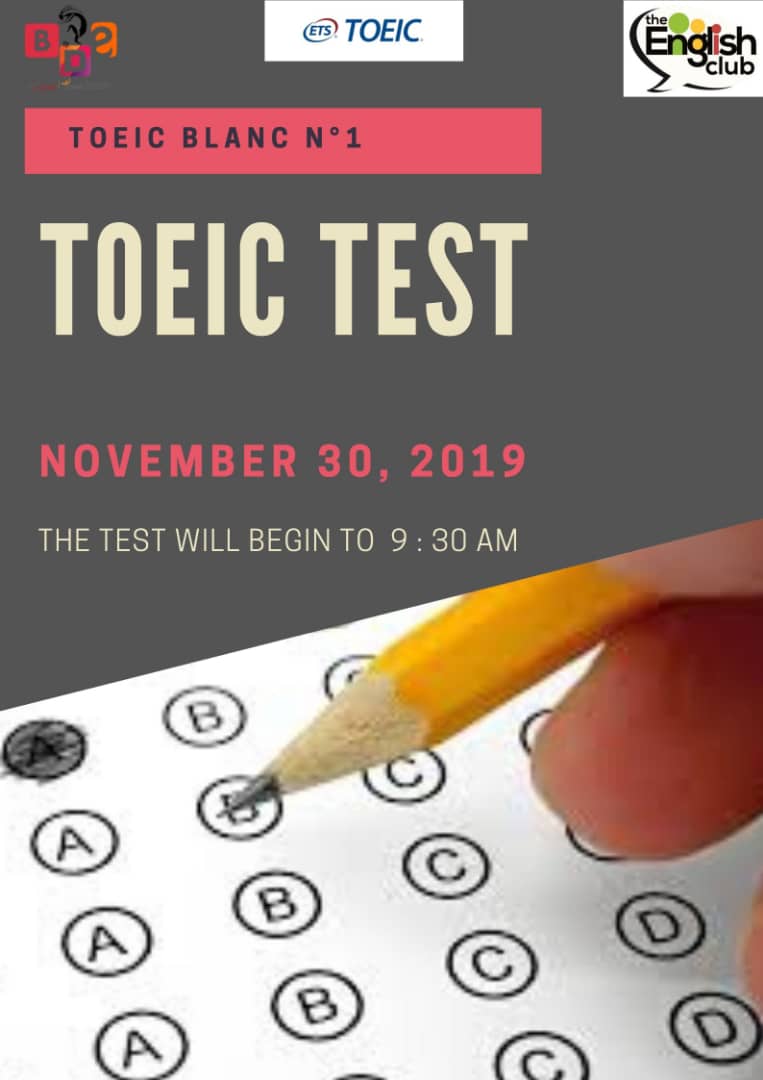 BDe
ETS TOEIC
the
English
club
TOEIC BLANC N°1
TOEIC TEST
NOVEMBER 30, 2019
THE TEST WILL BEGIN TO 9 : 30 AM
A B
B C
A C
B D
A C
B D
A C